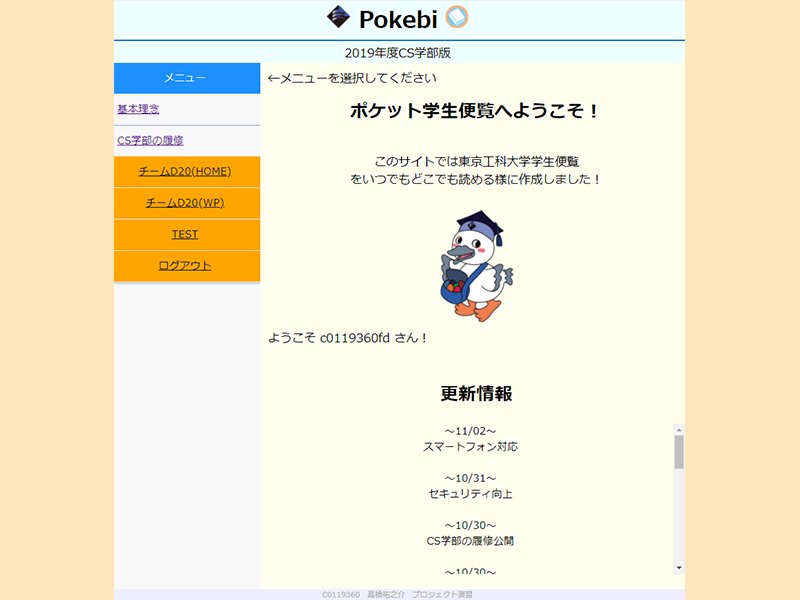 Pokebi
2019年度CS学部版
メニュー
基本理念
CS学部の履修
チームD20(HOME)
チームD20(WP)
TEST
ログアウト
←メニューを選択してください
ポケット学生便覧へようこそ！
このサイトでは東京工科大学学生便覧
をいつでもどこでも読める様に作成しました！
ようこそ c0119360fd さん！
更新情報
～11/02～
スマートフォン対応
～10/31～
セキュリティ向上
～10/30～
CS学部の履修公開
～10/30～
C0119360 高橋祐之介 プロジェクト演習